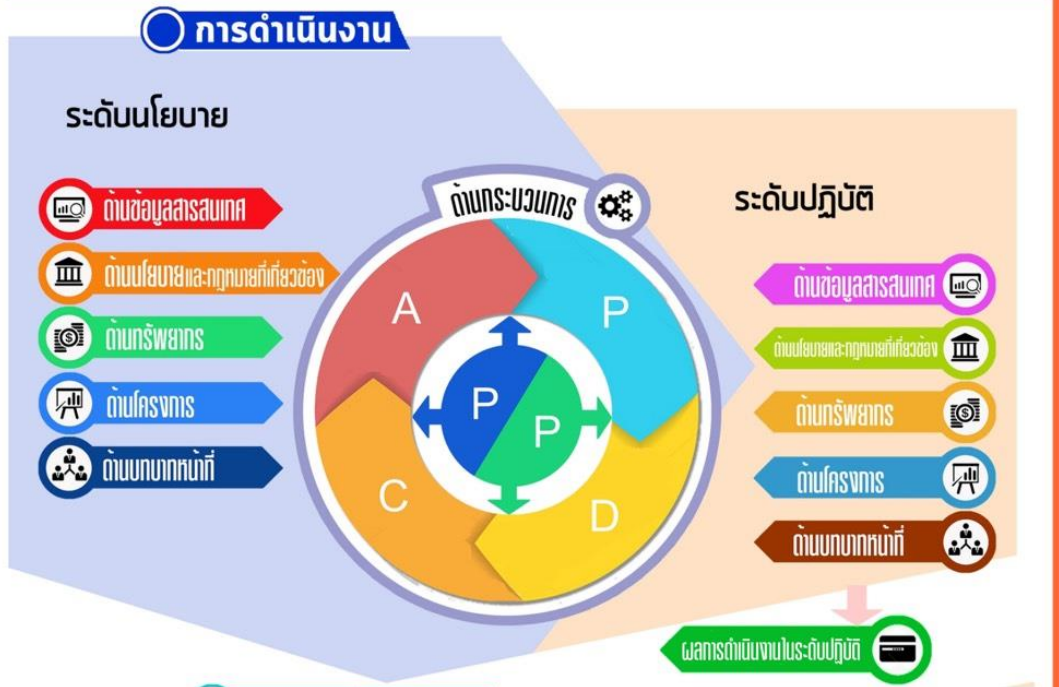 การดำเนินงาน
ระดับนโยบาย
ด้านข้อมูลสารสนเทศ
ด้านนโยบายและกฎหมายที่เกี่ยวข้อง
ด้านทรัพยากร
ด้านโครงการ
ด้านบทบาทหน้าที่
ด้านกระบวนการ
A
P
P
P
C
D
ระดับปฏิบัติ
ด้านข้อมูลสารสนเทศ
ด้านนโยบายและกฎหมายที่เกี่ยวข้อง
ด้านทรัพยากร
ด้านโครงการ
ด้านบทบาทหน้าที่
ผลการดำเนินงานในระดับปฏิบัติ